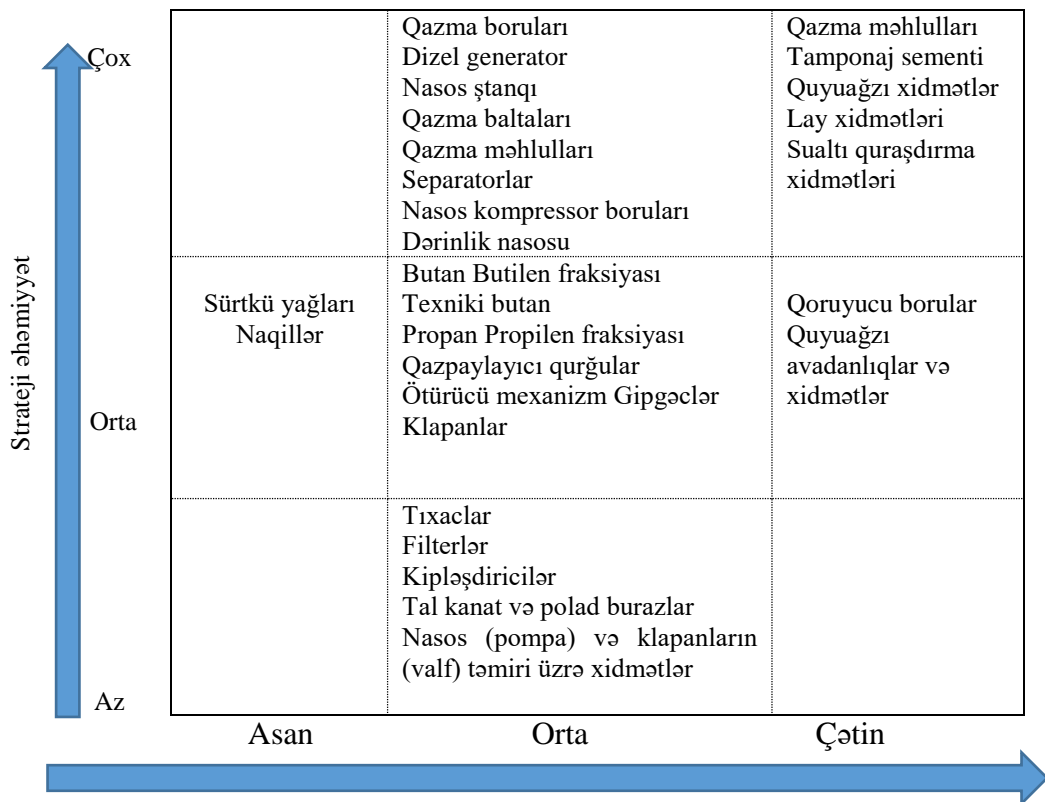 Strateji əhəmiyyət
Çox
Orta
Az
Qazma boruları
Dizel generator
Nasos ştanqı
Qazma baltaları
Qazma məhlulları
Separatorlar
Nasos kompressor boruları
Dərinlik nasosu
Qazma məhlulları
Tamponaj sementi
Quyuağzı xidmətlər
Lay xidmətləri
Sualtı quraşdırma
xidmətləri
Sürtkü yağları
Naqillər
Butan Butilen fraksiyası
Texniki butan
Propan Propilen fraksiyası
Qazpaylayıcı qurğular
Ötürücü mexanizm Gipgəclər
Klapanlar
Qoruyucu borular
Quyuağzı
avadanlıqlar və
xidmətlər
Tıxaclar
Filterlər
Kipləşdiricilər
Tal kanat və polad burazlar
Nasos (pompa) və klapanların
(valf) təmiri üzrə xidmətlər
Asan
Orta
Çətin